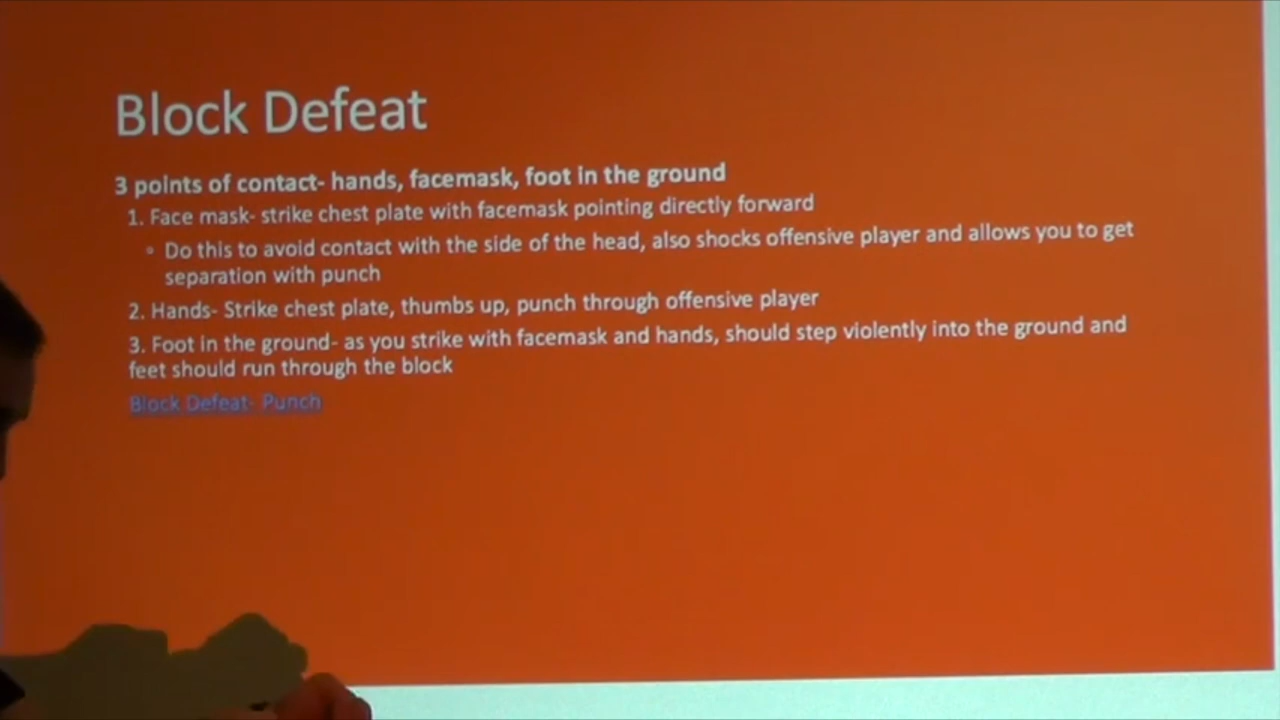 Block Defeat
3 points of contact- hands, facemask, foot in the ground
1. Face mask- strike chest plate with facemask pointing directly forward
◦ Do this to avoid contact with the side of the head, also shocks offensive player and allows you to get
separation with punch
2. Hands- Strike chest plate, thumbs up, punch through offensive player
3. Foot in the ground- as you strike with facemask and hands, should step violently into the ground and
feet should run through the block
Block Defeat- Punch